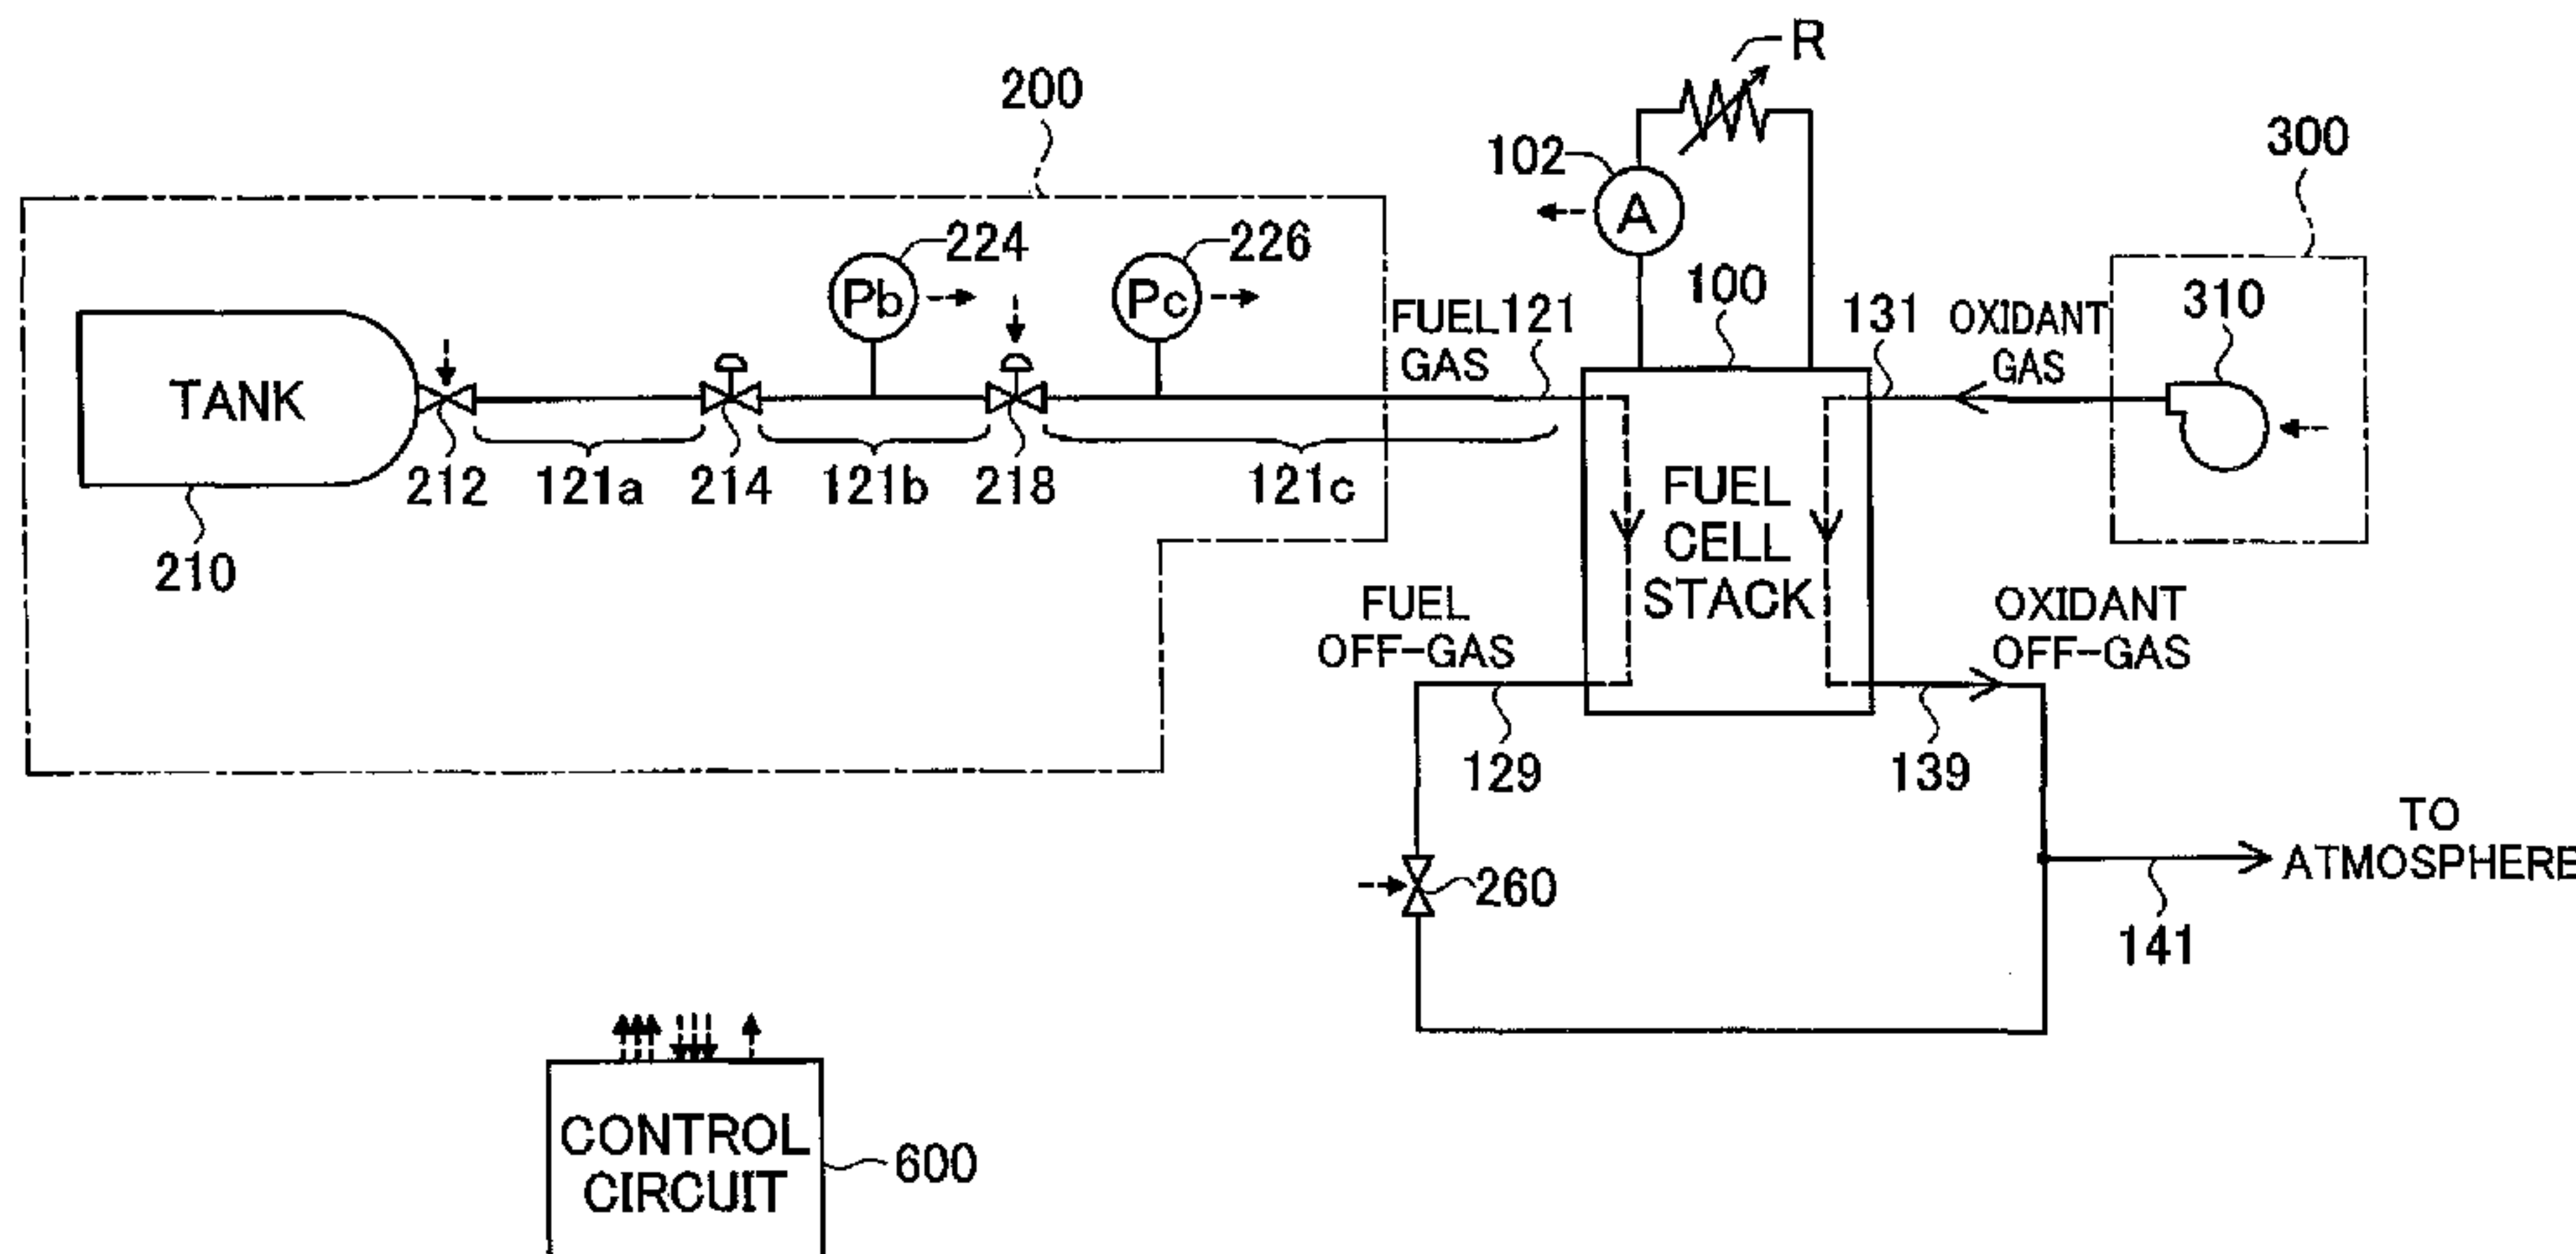 R
200
102
300
A
224
226
100
310
Pb
Pc
FUEL 121
GAS
131
OXIDANT
GAS
TANK
212
121a
214
121b
218
121c
FUEL
CELL
STACK
210
FUEL
OFF-GAS
OXIDANT
OFF-GAS
129
139
TO
ATMOSPHERE
260
141
CONTROL
CIRCUIT
600